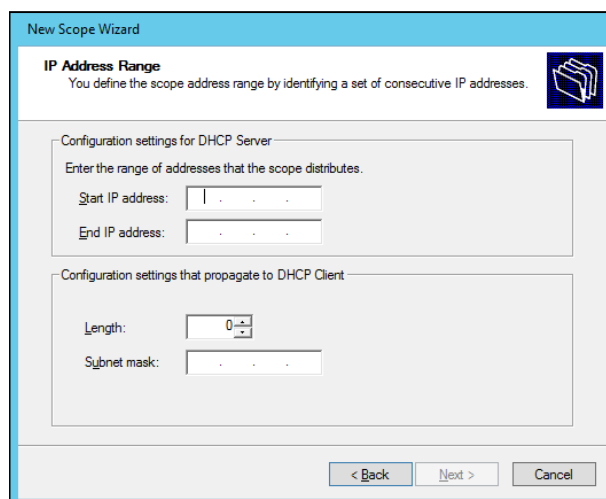 New Scope Wizard
IP Address Range
You define the scope address range by identifying a set of consecutive IP addresses.
Configuration settings for DHCP Server
Enter the range of addresses that the scope distributes.
Start IP address: . . .
End IP address: . . .
Configuration settings that propagate to DHCP Client
Length: 0
Subnet mask: . . .
< Back Next > Cancel